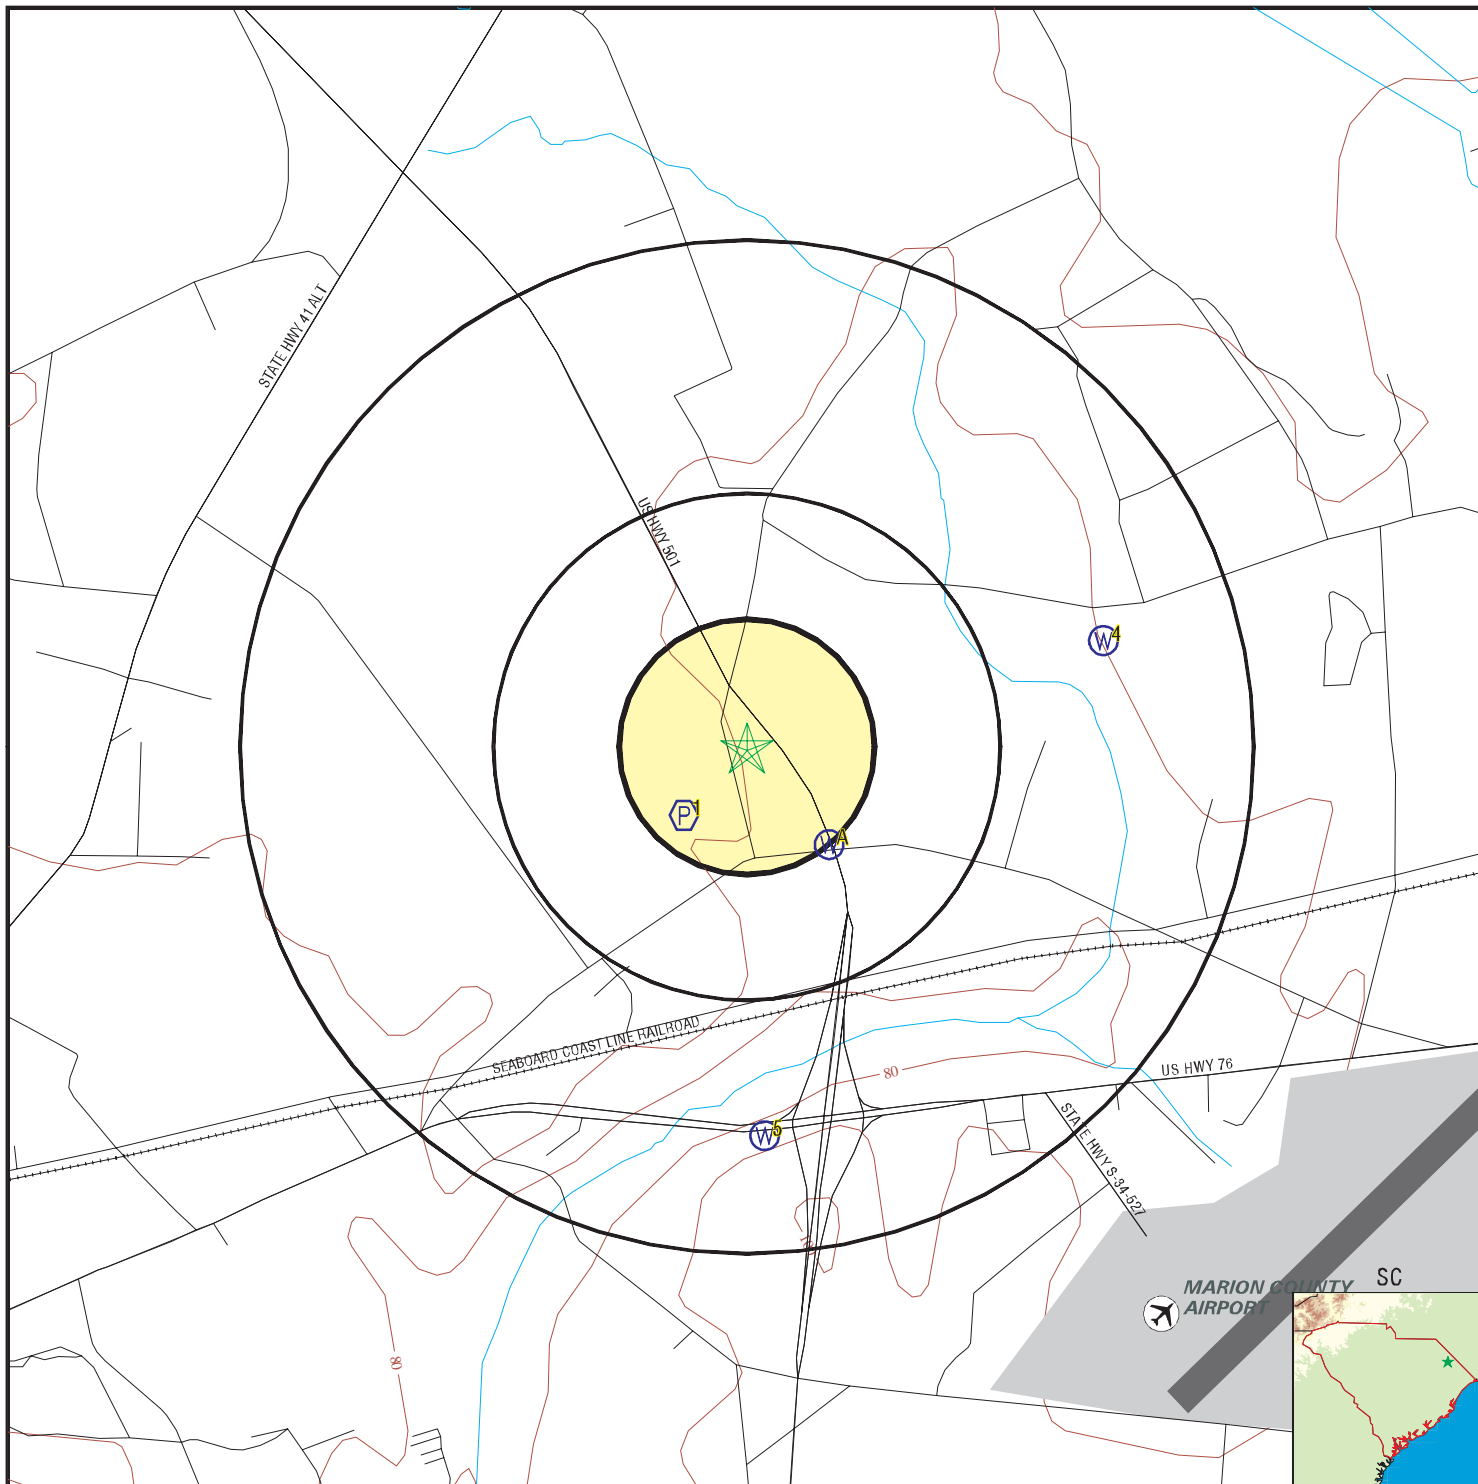 STATE HWY 41 ALT
US HWY 501
W 4
P 1
W A
SEABOARD COAST LINE RAILROAD
80
US HWY 76
W 5
STATE HWY S-34-527
100
MARION COUNTY
AIRPORT
SC
80